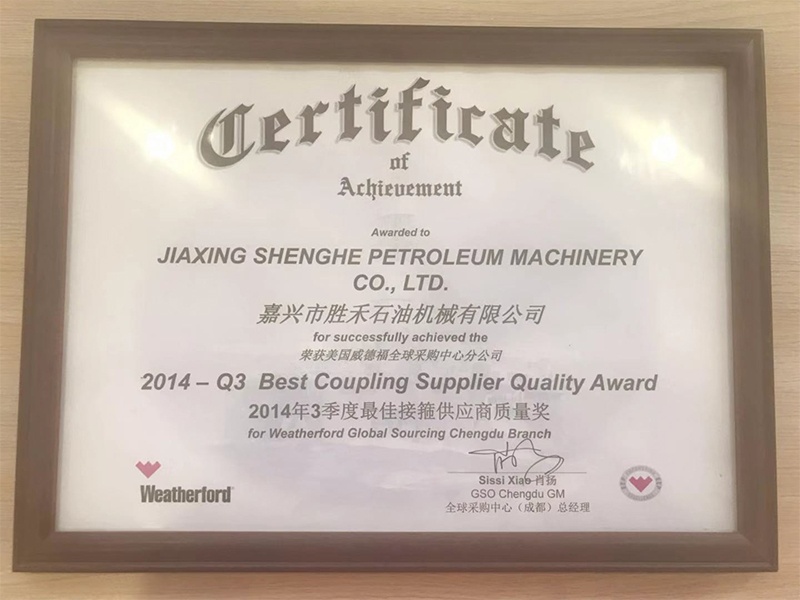 Certificate
of
Achievement
Awarded to
JIAXING SHENGHE PETROLEUM MACHINERY
CO., LTD.
嘉兴市胜禾石油机械有限公司
for successfully achieved the
荣获美国威德福全球采购中心分公司
2014 – Q3 Best Coupling Supplier Quality Award
2014年3季度最佳接箍供应商质量奖
for Weatherford Global Sourcing Chengdu Branch
Sissi Xiao 肖扬
GSO Chengdu GM
全球采购中心（成都）总经理
Weatherford